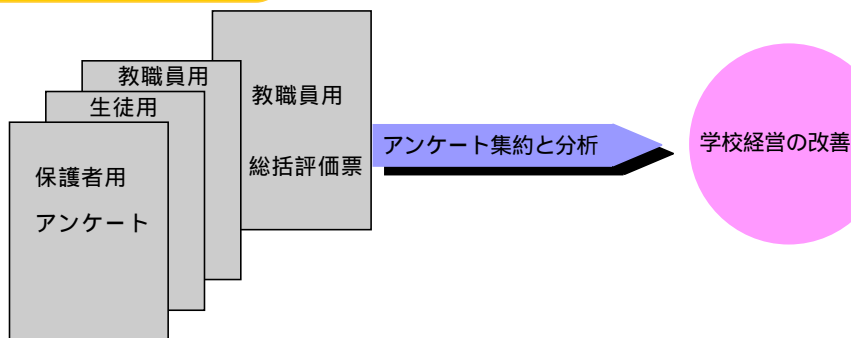 教職員用
生徒用
保護者用
アンケート
教職員用
総括評価票
アンケート集約と分析
学校経営の改善